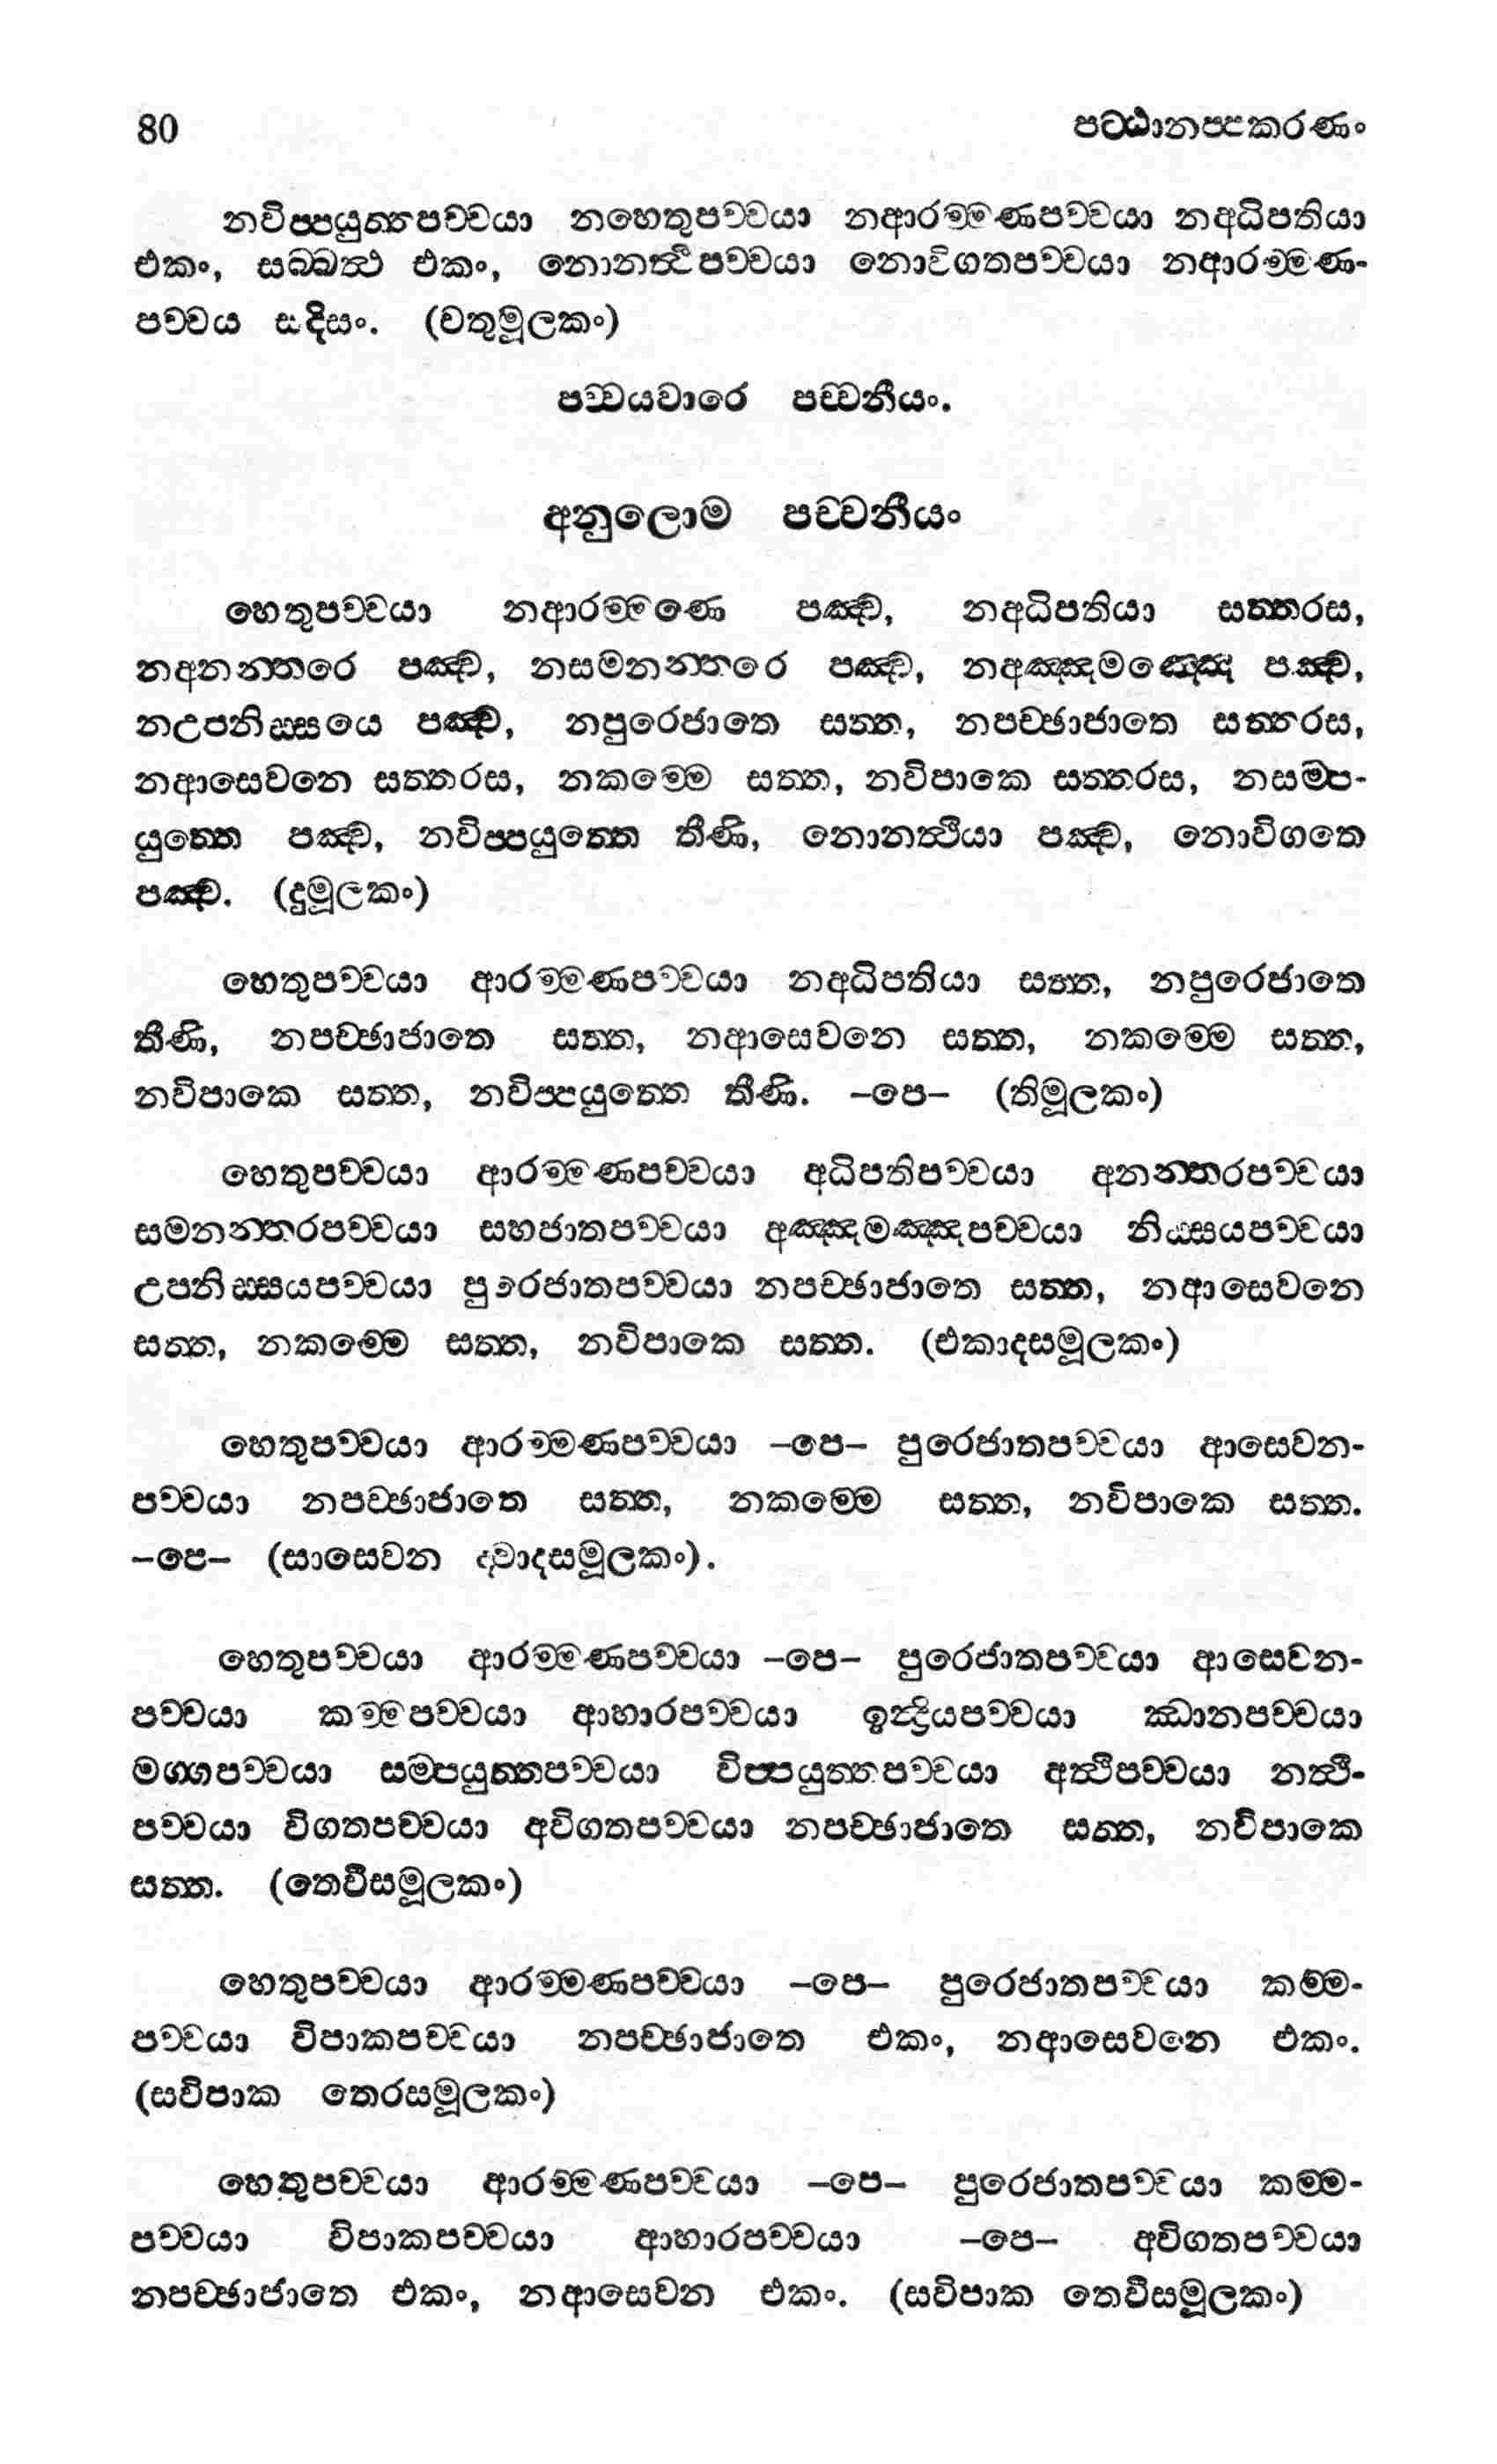 80 පට්ඨානප්පකරණං
නවිප්පයුත්තපච්චයා නහෙතුපච්චයා නආරම්මණපච්චයා නඅධිපතියා
එකං, සබ්බත්ථ එකං, නොනත්ථිපච්චයා නොවිගතපච්චයා නආරම්මණ-
පච්චය සදිසං. (චතුමූලකං)
පච්චයවාරෙ පච්චනීයං.
අනුලොම පච්චනීයං
හෙතුපච්චයා නආරම්මණෙ පඤ්ච, නඅධිපතියා සත්තරස,
නඅනන්තරෙ පඤ්ච, නසමනන්තරෙ පඤ්ච, නඅඤ්ඤමඤ්ඤෙ පඤ්ච,
නඋපනිස්සයෙ පඤ්ච, නපුරෙජාතෙ සත්ත, නපච්ඡාජාතෙ සත්තරස,
නආසෙවනෙ සත්තරස, නකම්මෙ සත්ත, නවිපාකෙ සත්තරස, නසම්ප-
යුත්තෙ පඤ්ච, නවිප්පයුත්තෙ තීණි, නොනත්ථියා පඤ්ච, නොවිගතෙ
පඤ්ච. (දුමූලකං)
හෙතුපච්චයා ආරම්මණපච්චයා නඅධිපතියා සත්ත, නපුරෙජාතෙ
තීණි, නපච්ඡාජාතෙ සත්ත, නආසෙවනෙ සත්ත, නකම්මෙ සත්ත,
නවිපාකෙ සත්ත, නවිප්පයුත්තෙ තීණි. –පෙ– (තිමූලකං)
හෙතුපච්චයා ආරම්මණපච්චයා අධිපතිපච්චයා අනන්තරපච්චයා
සමනන්තරපච්චයා සහජාතපච්චයා අඤ්ඤමඤ්ඤපච්චයා නිස්සයපච්චයා
උපනිස්සයපච්චයා පුරෙජාතපච්චයා නපච්ඡාජාතෙ සත්ත, නආසෙවනෙ
සත්ත, නකම්මෙ සත්ත, නවිපාකෙ සත්ත. (එකාදසමූලකං)
හෙතුපච්චයා ආරම්මණපච්චයා –පෙ– පුරෙජාතපච්චයා ආසෙවන-
පච්චයා නපච්ඡාජාතෙ සත්ත, නකම්මෙ සත්ත, නවිපාකෙ සත්ත.
–පෙ– (සාසෙවන ද්වාදසමූලකං).
හෙතුපච්චයා ආරම්මණපච්චයා –පෙ– පුරෙජාතපච්චයා ආසෙවන-
පච්චයා කම්මපච්චයා ආහාරපච්චයා ඉන්ද්‍රියපච්චයා ඣානපච්චයා
මග්ගපච්චයා සම්පයුත්තපච්චයා විප්පයුත්තපච්චයා අත්ථිපච්චයා නත්ථි-
පච්චයා විගතපච්චයා අවිගතපච්චයා නපච්ඡාජාතෙ සත්ත, නවිපාකෙ
සත්ත. (තෙවීසමූලකං)
හෙතුපච්චයා ආරම්මණපච්චයා –පෙ– පුරෙජාතපච්චයා කම්ම-
පච්චයා විපාකපච්චයා නපච්ඡාජාතෙ එකං, නආසෙවනෙ එකං.
(සවිපාක තෙරසමූලකං)
හෙතුපච්චයා ආරම්මණපච්චයා –පෙ– පුරෙජාතපච්චයා කම්ම-
පච්චයා විපාකපච්චයා ආහාරපච්චයා –පෙ– අවිගතපච්චයා
නපච්ඡාජාතෙ එකං, නආසෙවන එකං. (සවිපාක තෙවීසමූලකං)